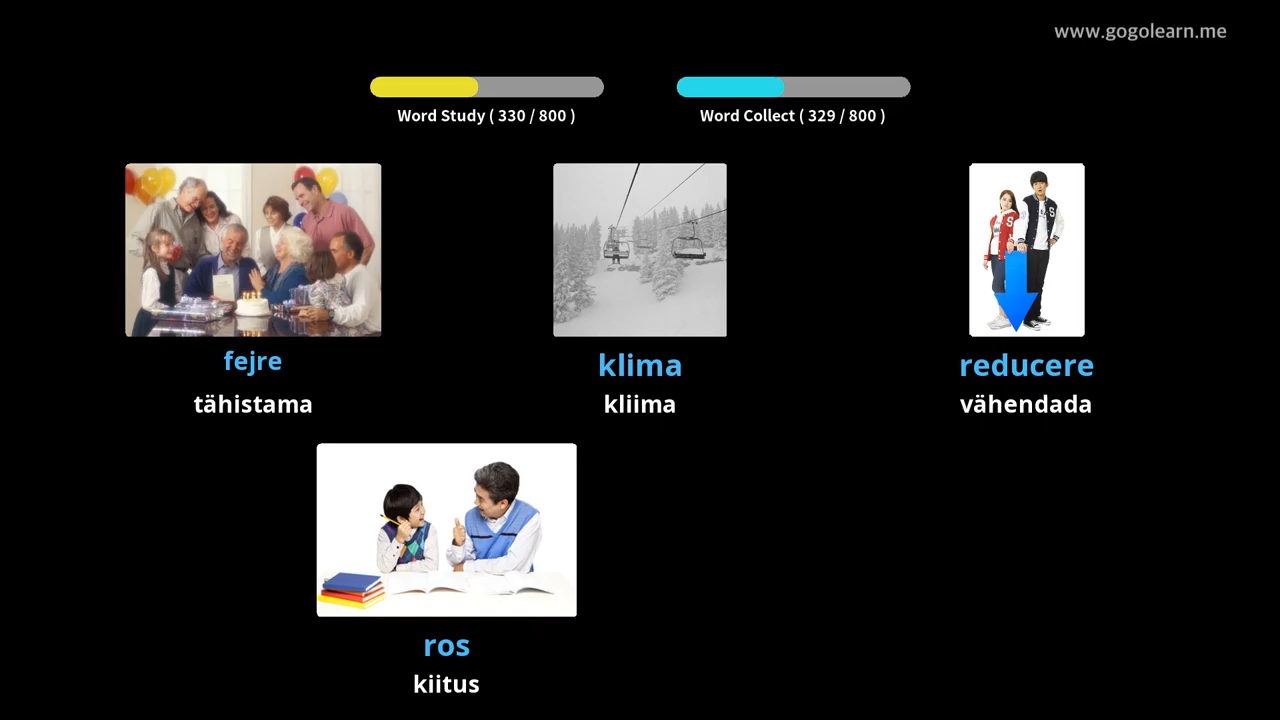 www.gogolearn.me
Word Study ( 330 / 800 )
Word Collect ( 329 / 800 )
fejre
tähistama
klima
kliima
reducere
vähendada
ros
kiitus